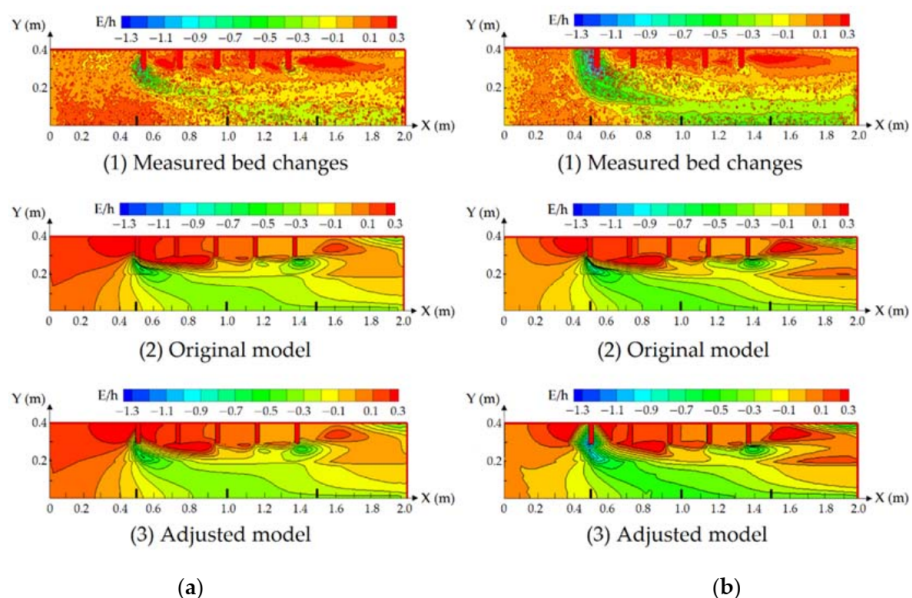 E/h
−1.3 −0.9 −0.5 −0.1 0.3
−1.1 −0.7 −0.3 0.1
Y (m)
0.4
0.2
0 0.2 0.4 0.6 0.8 1.0 1.2 1.4 1.6 1.8 2.0 X (m)
(1) Measured bed changes
E/h
−1.3 −0.9 −0.5 −0.1 0.3
−1.1 −0.7 −0.3 0.1
Y (m)
0.4
0.2
0 0.2 0.4 0.6 0.8 1.0 1.2 1.4 1.6 1.8 2.0 X (m)
(2) Original model
E/h
−1.3 −0.9 −0.5 −0.1 0.3
−1.1 −0.7 −0.3 0.1
Y (m)
0.4
0.2
0 0.2 0.4 0.6 0.8 1.0 1.2 1.4 1.6 1.8 2.0 X (m)
(3) Adjusted model
(a)
E/h
−1.3 −0.9 −0.5 −0.1 0.3
−1.1 −0.7 −0.3 0.1
Y (m)
0.4
0.2
0 0.2 0.4 0.6 0.8 1.0 1.2 1.4 1.6 1.8 2.0 X (m)
(1) Measured bed changes
E/h
−1.3 −0.9 −0.5 −0.1 0.3
−1.1 −0.7 −0.3 0.1
Y (m)
0.4
0.2
0 0.2 0.4 0.6 0.8 1.0 1.2 1.4 1.6 1.8 2.0 X (m)
(2) Original model
E/h
−1.3 −0.9 −0.5 −0.1 0.3
−1.1 −0.7 −0.3 0.1
Y (m)
0.4
0.2
0 0.2 0.4 0.6 0.8 1.0 1.2 1.4 1.6 1.8 2.0 X (m)
(3) Adjusted model
(b)